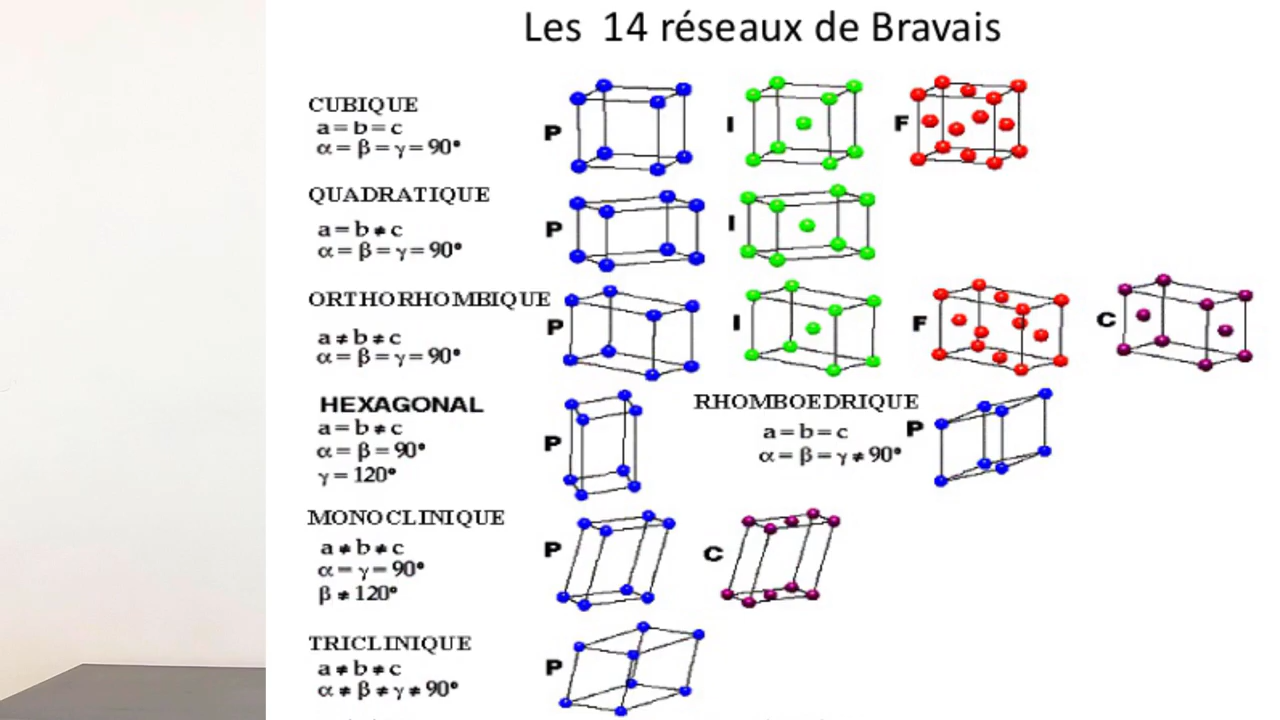 Les 14 réseaux de Bravais
CUBIQUE
a = b = c
α = β = γ = 90°
P
I
F
QUADRATIQUE
a = b ≠ c
α = β = γ = 90°
P
I
ORTHORHOMBIQUE
a ≠ b ≠ c
α = β = γ = 90°
P
I
F
C
HEXAGONAL
a = b ≠ c
α = β = 90°
γ = 120°
P
RHOMBOEDRIQUE
a = b = c
α = β = γ ≠ 90°
P
MONOCLINIQUE
a ≠ b ≠ c
α = γ = 90°
β ≠ 120°
P
C
TRICLINIQUE
a ≠ b ≠ c
α ≠ β ≠ γ ≠ 90°
P